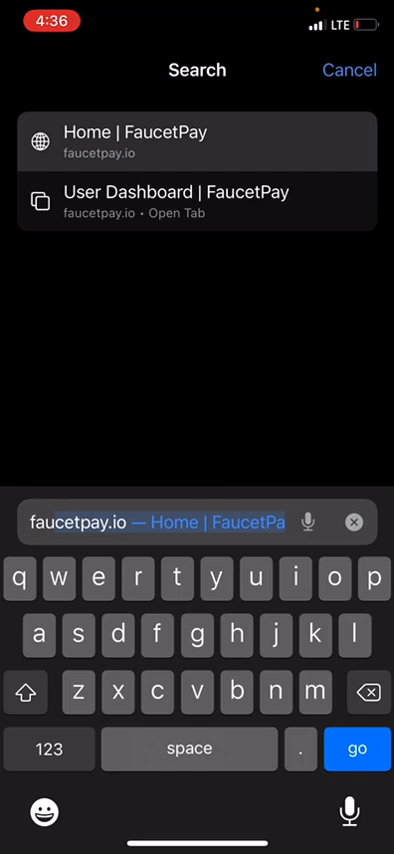 4:36
LTE
Search
Cancel
Home | FaucetPay
faucetpay.io
User Dashboard | FaucetPay
faucetpay.io • Open Tab
faucetpay.io — Home | FaucetPa
q w e r t y u i o p
a s d f g h j k l
z x c v b n m
123 space . go